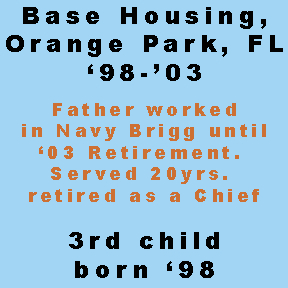 Base Housing,
Orange Park, FL
‘98-’03
Father worked
in Navy Brigg until
‘03 Retirement.
Served 20yrs.
retired as a Chief
3rd child
born ‘98